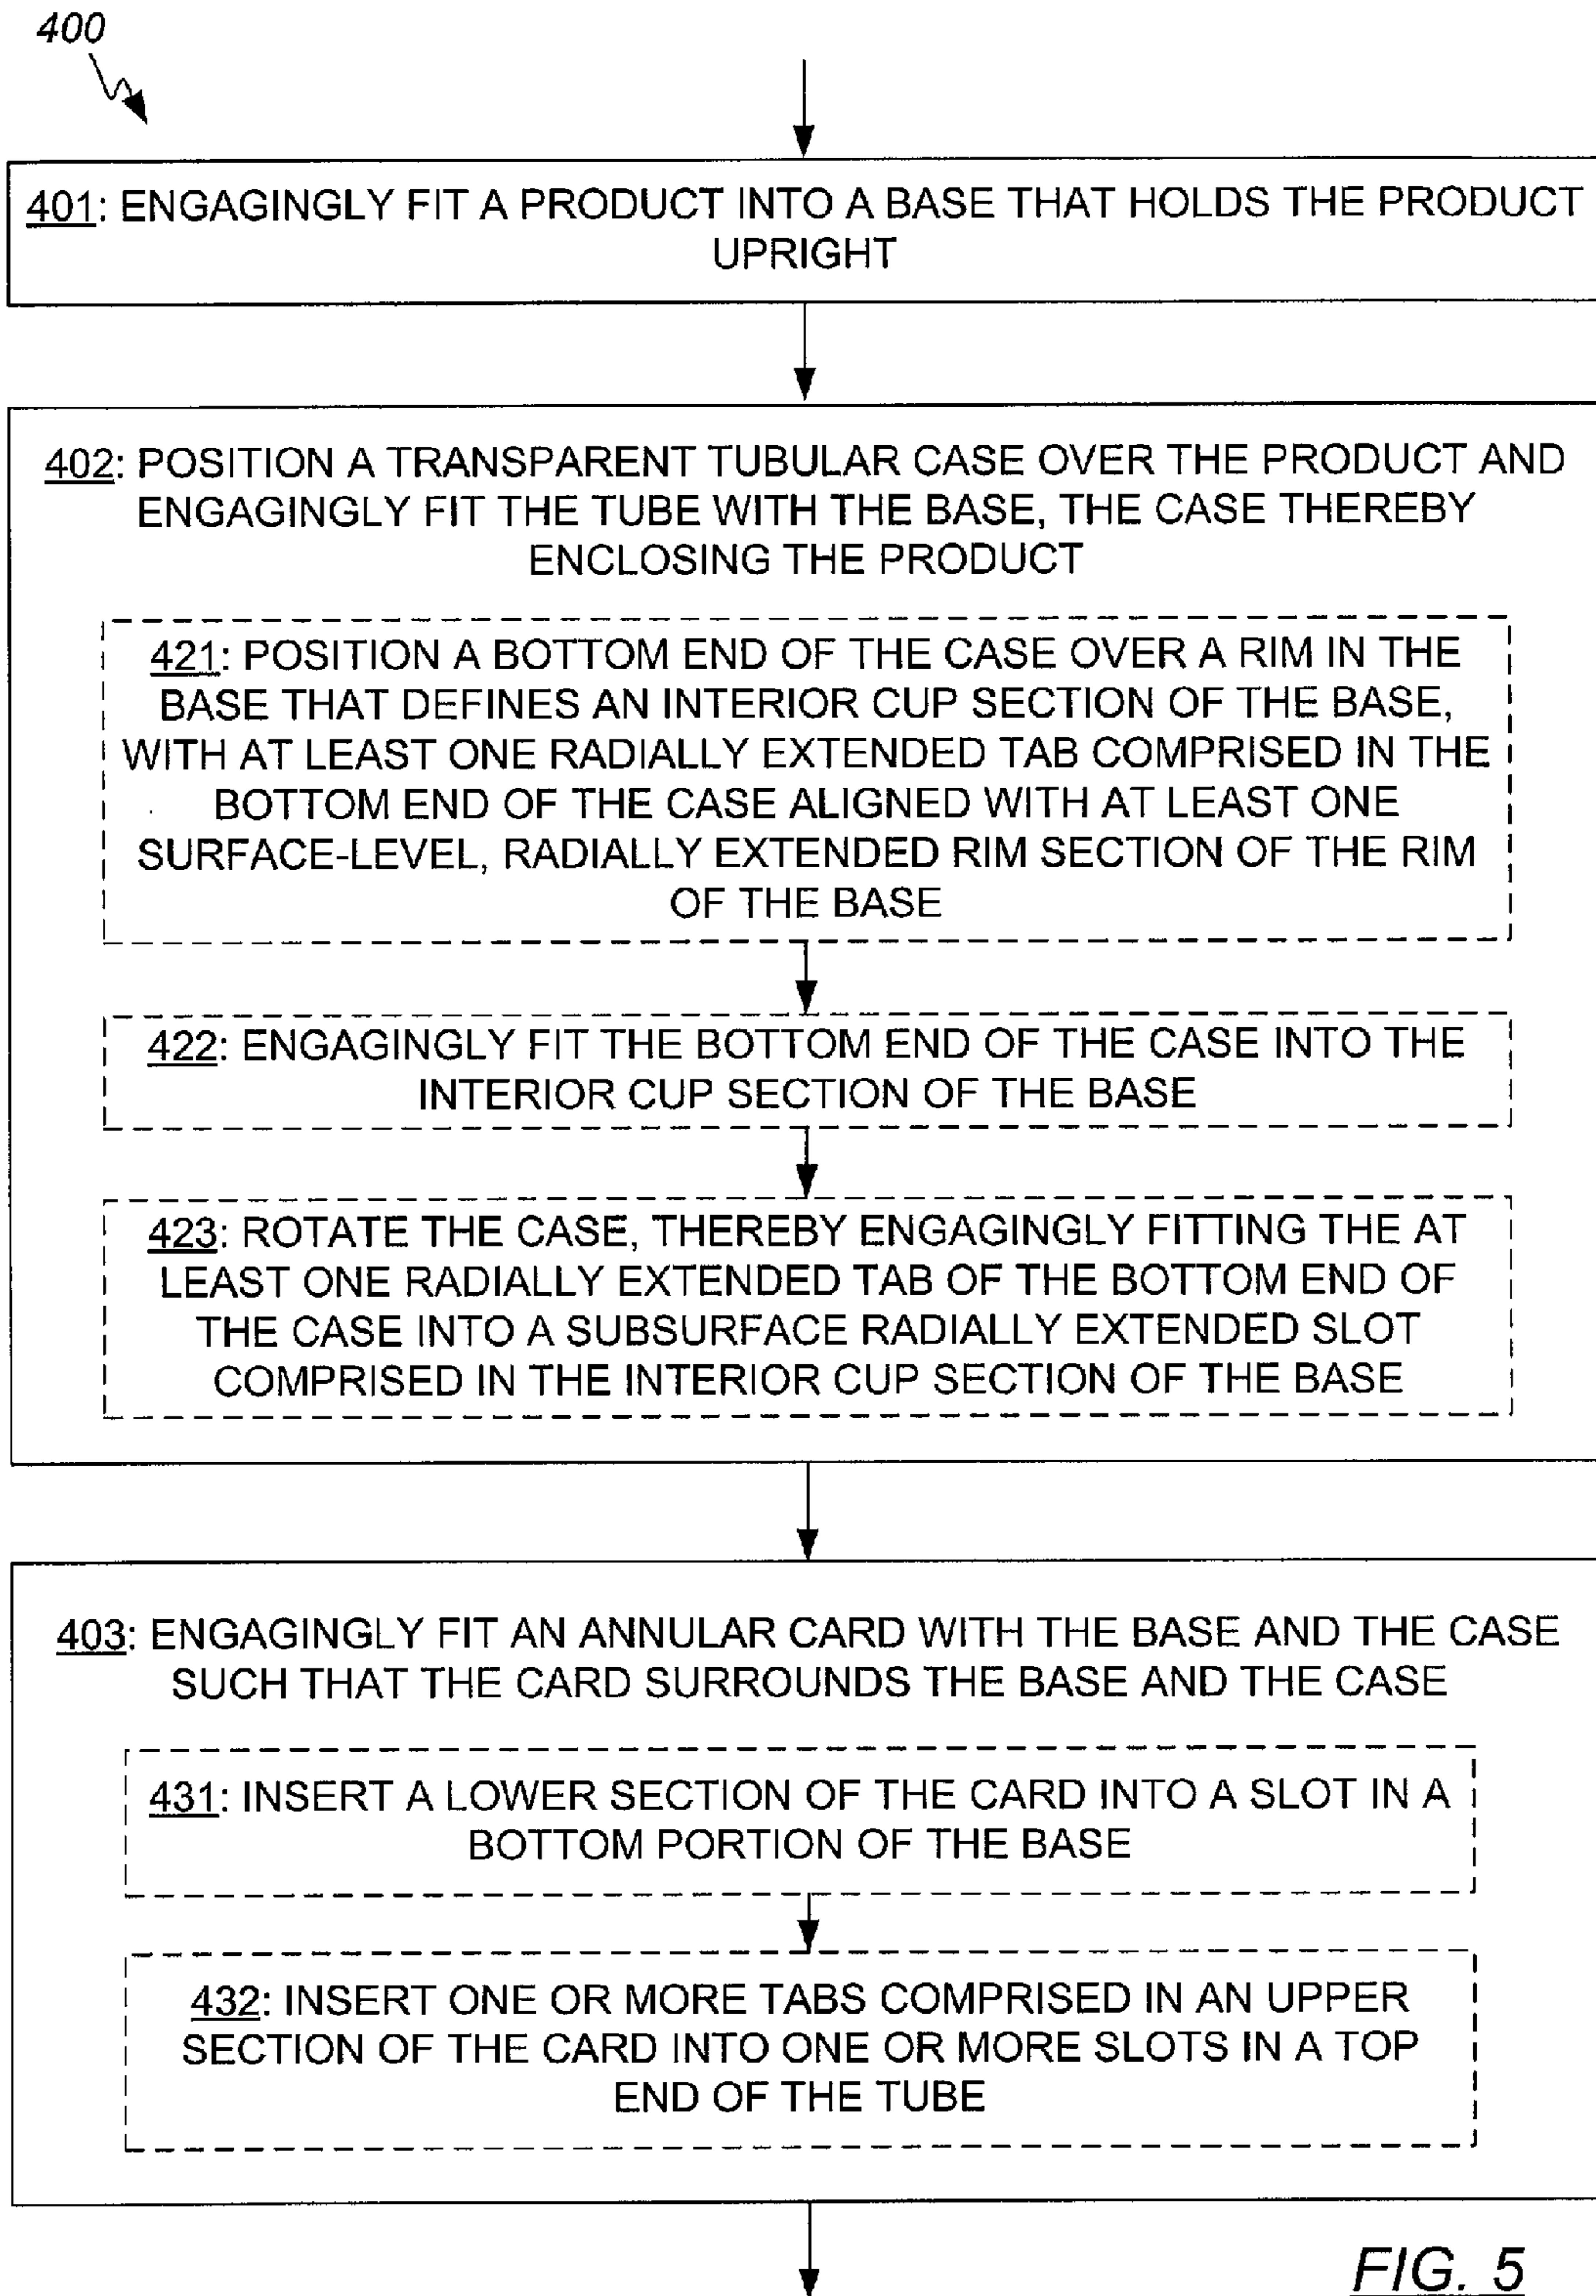 400
401: ENGAGINGLY FIT A PRODUCT INTO A BASE THAT HOLDS THE PRODUCT
UPRIGHT
402: POSITION A TRANSPARENT TUBULAR CASE OVER THE PRODUCT AND
ENGAGINGLY FIT THE TUBE WITH THE BASE, THE CASE THEREBY
ENCLOSING THE PRODUCT
421: POSITION A BOTTOM END OF THE CASE OVER A RIM IN THE
BASE THAT DEFINES AN INTERIOR CUP SECTION OF THE BASE,
WITH AT LEAST ONE RADIALLY EXTENDED TAB COMPRISED IN THE
BOTTOM END OF THE CASE ALIGNED WITH AT LEAST ONE
SURFACE-LEVEL, RADIALLY EXTENDED RIM SECTION OF THE RIM
OF THE BASE
422: ENGAGINGLY FIT THE BOTTOM END OF THE CASE INTO THE
INTERIOR CUP SECTION OF THE BASE
423: ROTATE THE CASE, THEREBY ENGAGINGLY FITTING THE AT
LEAST ONE RADIALLY EXTENDED TAB OF THE BOTTOM END OF
THE CASE INTO A SUBSURFACE RADIALLY EXTENDED SLOT
COMPRISED IN THE INTERIOR CUP SECTION OF THE BASE
403: ENGAGINGLY FIT AN ANNULAR CARD WITH THE BASE AND THE CASE
SUCH THAT THE CARD SURROUNDS THE BASE AND THE CASE
431: INSERT A LOWER SECTION OF THE CARD INTO A SLOT IN A
BOTTOM PORTION OF THE BASE
432: INSERT ONE OR MORE TABS COMPRISED IN AN UPPER
SECTION OF THE CARD INTO ONE OR MORE SLOTS IN A TOP
END OF THE TUBE
FIG. 5